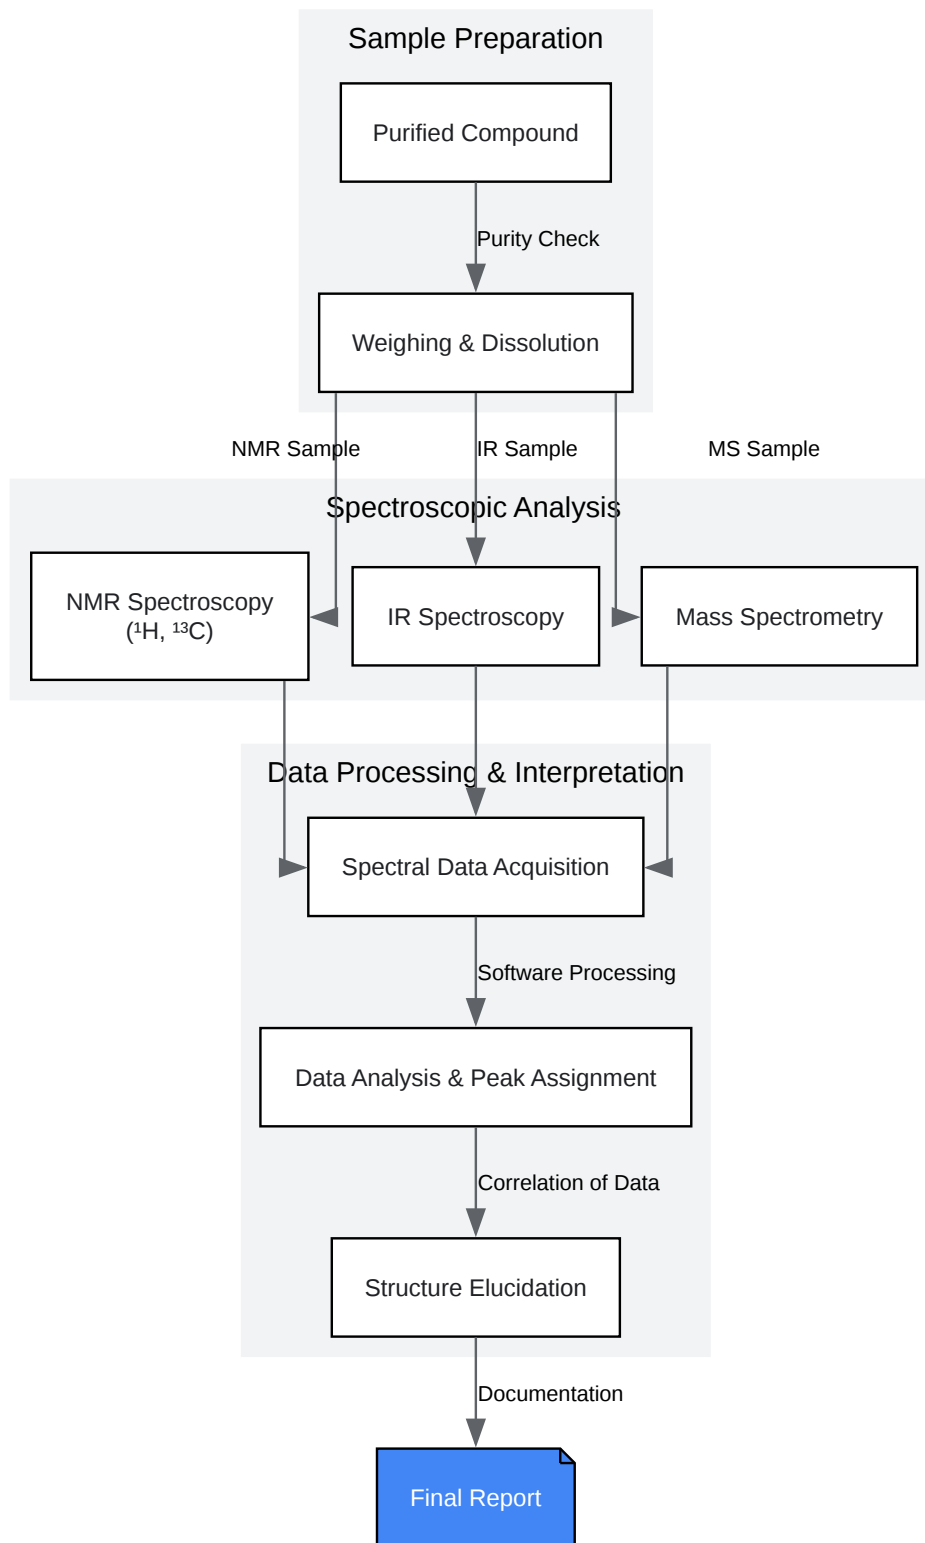 Sample Preparation
Purified Compound
Purity Check
Weighing & Dissolution
NMR Sample
IR Sample
MS Sample
Spectroscopic Analysis
NMR Spectroscopy
(¹H, ¹³C)
IR Spectroscopy
Mass Spectrometry
Data Processing & Interpretation
Spectral Data Acquisition
Software Processing
Data Analysis & Peak Assignment
Correlation of Data
Structure Elucidation
Documentation
Final Report